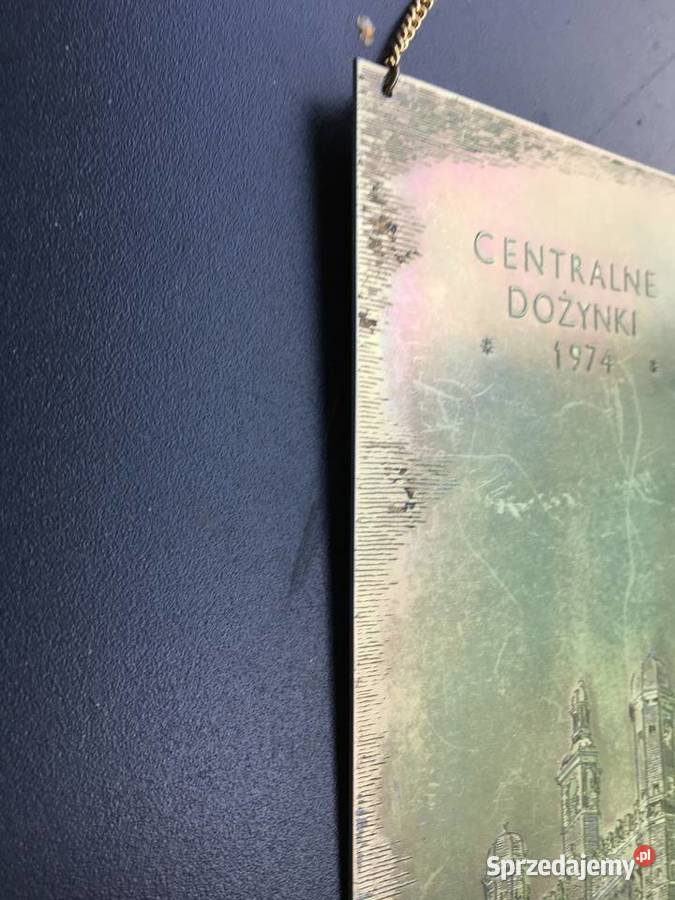 CENTRALNE
DOŻYNKI
* 1974 *
Sprzedajemy.pl